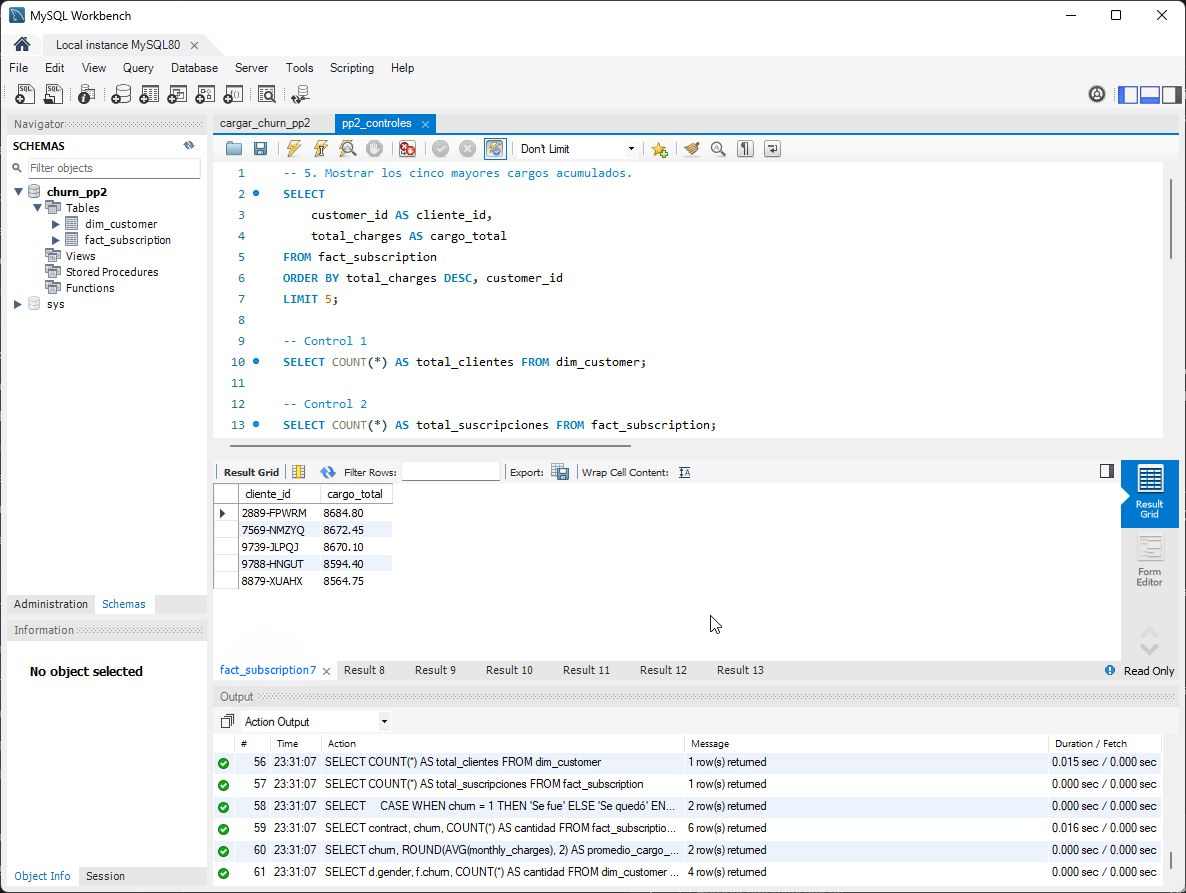 MySQL Workbench
Local instance MySQL80
File Edit View Query Database Server Tools Scripting Help
Navigator
SCHEMAS
Filter objects
churn_pp2
Tables
dim_customer
fact_subscription
Views
Stored Procedures
Functions
sys
Administration Schemas
Information
No object selected
Object Info Session
cargar_churn_pp2 pp2_controles
Don't Limit
1 -- 5. Mostrar los cinco mayores cargos acumulados.
2 SELECT
3 customer_id AS cliente_id,
4 total_charges AS cargo_total
5 FROM fact_subscription
6 ORDER BY total_charges DESC, customer_id
7 LIMIT 5;
8
9 -- Control 1
10 SELECT COUNT(*) AS total_clientes FROM dim_customer;
11
12 -- Control 2
13 SELECT COUNT(*) AS total_suscripciones FROM fact_subscription;
Result Grid Filter Rows: Export: Wrap Cell Content:
cliente_id cargo_total
2889-FPWRM 8684.80
7569-NMZYQ 8672.45
9739-JLPQJ 8670.10
9788-HNGUT 8594.40
8879-XUAHX 8564.75
Result
Grid
Form
Editor
fact_subscription7 Result 8 Result 9 Result 10 Result 11 Result 12 Result 13 Read Only
Output
Action Output
# Time Action Message Duration / Fetch
56 23:31:07 SELECT COUNT(*) AS total_clientes FROM dim_customer 1 row(s) returned 0.015 sec / 0.000 sec
57 23:31:07 SELECT COUNT(*) AS total_suscripciones FROM fact_subscription 1 row(s) returned 0.000 sec / 0.000 sec
58 23:31:07 SELECT CASE WHEN churn = 1 THEN 'Se fue' ELSE 'Se quedó' EN... 2 row(s) returned 0.000 sec / 0.000 sec
59 23:31:07 SELECT contract, churn, COUNT(*) AS cantidad FROM fact_subscriptio... 6 row(s) returned 0.016 sec / 0.000 sec
60 23:31:07 SELECT churn, ROUND(AVG(monthly_charges), 2) AS promedio_cargo_... 2 row(s) returned 0.000 sec / 0.000 sec
61 23:31:07 SELECT d.gender, f.churn, COUNT(*) AS cantidad FROM dim_customer ... 4 row(s) returned 0.000 sec / 0.000 sec